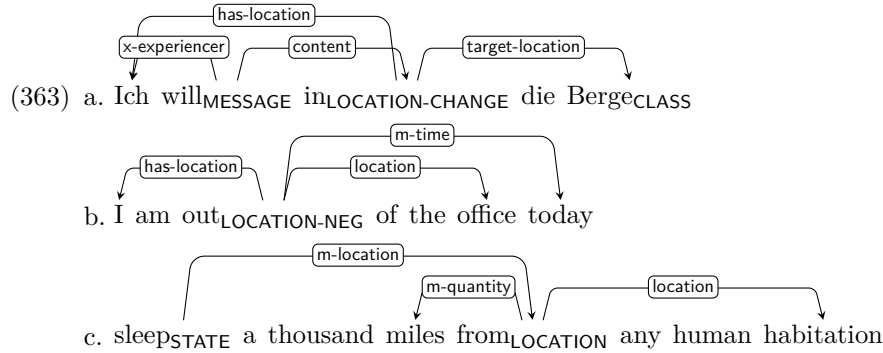 has-location
x-experiencer content target-location
(363) a. Ich willMESSAGE inLOCATION-CHANGE die BergeCLASS
m-time
has-location location
b. I am outLOCATION-NEG of the office today
m-location
m-quantity location
c. sleepSTATE a thousand miles fromLOCATION any human habitation